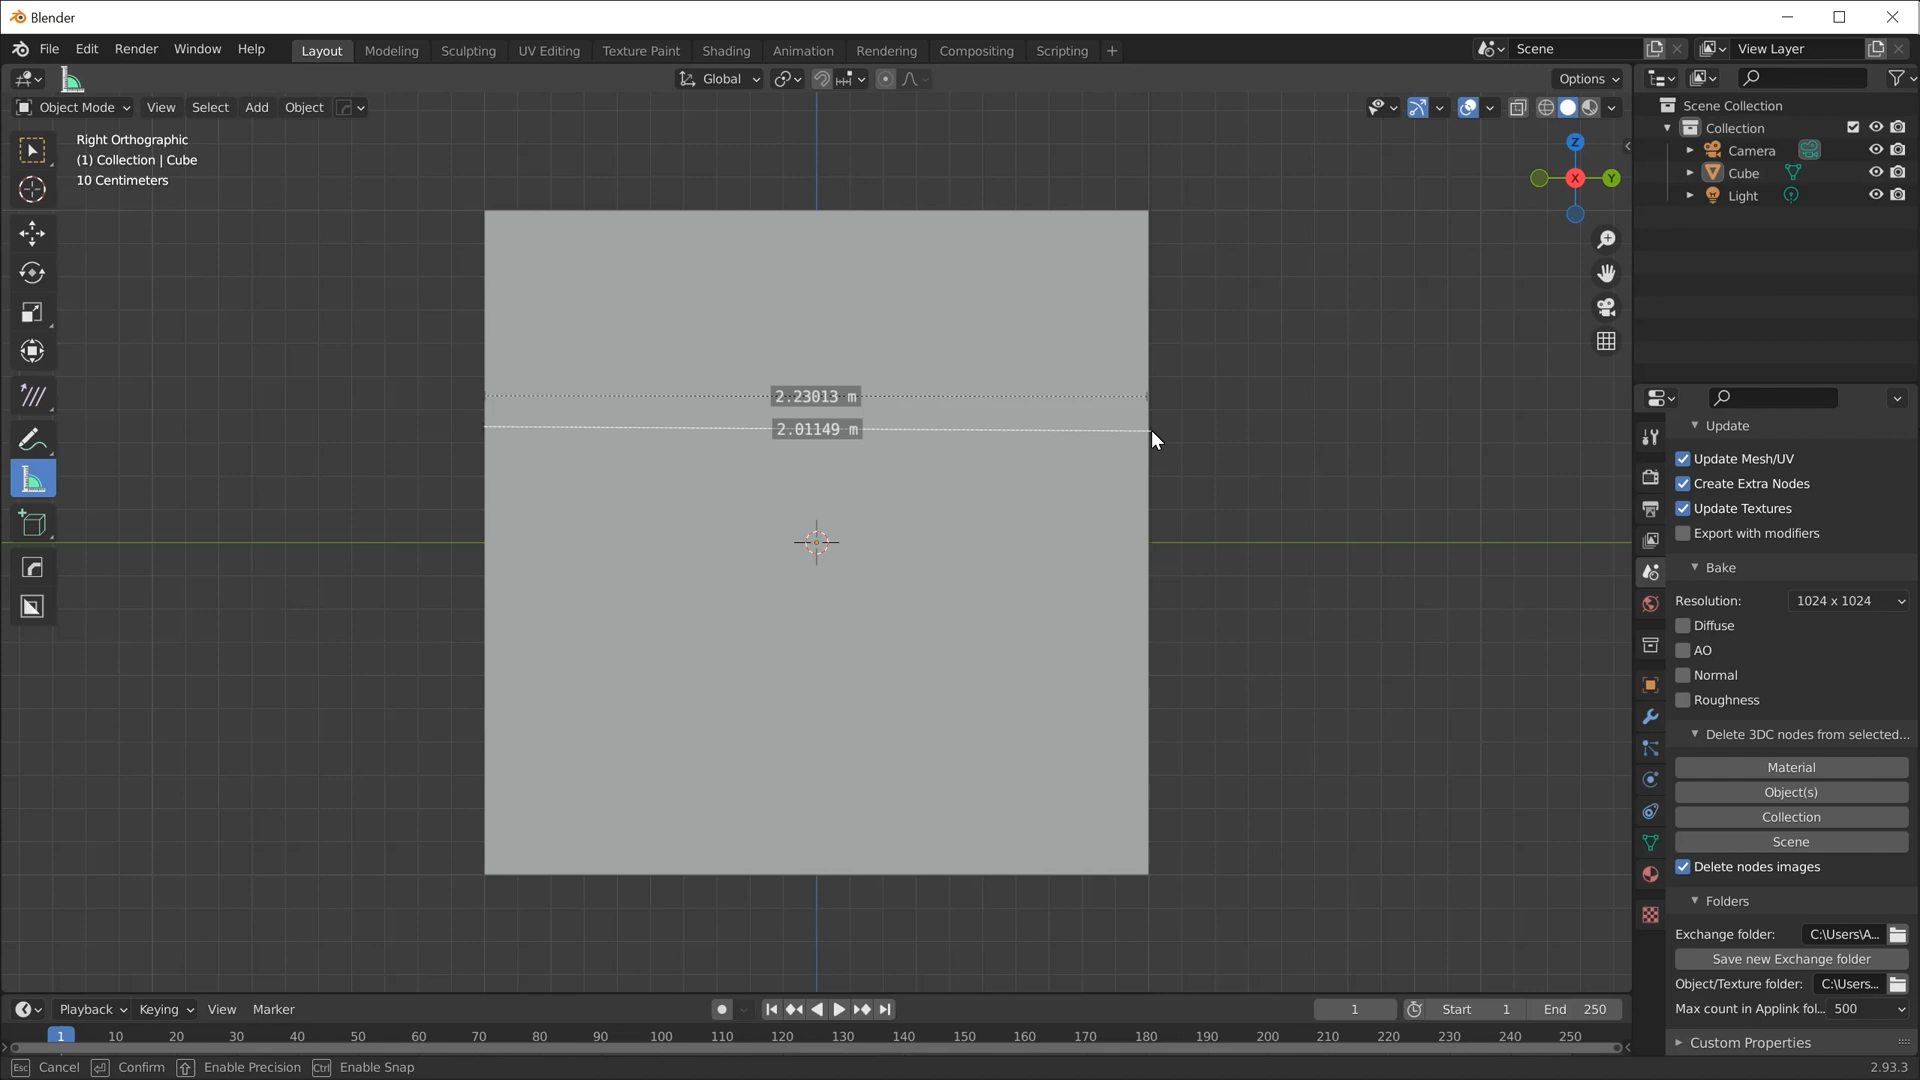 Blender
File Edit Render Window Help
Layout Modeling Sculpting UV Editing Texture Paint Shading Animation Rendering Compositing Scripting +
Scene
View Layer
Global
Options
Object Mode View Select Add Object
Right Orthographic
(1) Collection | Cube
10 Centimeters
Z
X
Y
2.23013 m
2.01149 m
Scene Collection
Collection
Camera
Cube
Light
Update
Update Mesh/UV
Create Extra Nodes
Update Textures
Export with modifiers
Bake
Resolution: 1024 x 1024
Diffuse
AO
Normal
Roughness
Delete 3DC nodes from selected...
Material
Object(s)
Collection
Scene
Delete nodes images
Folders
Exchange folder: C:\Users\A...
Save new Exchange folder
Object/Texture folder: C:\Users...
Max count in Applink fol... 500
Custom Properties
Playback Keying View Marker
1 Start 1 End 250
1 10 20 30 40 50 60 70 80 90 100 110 120 130 140 150 160 170 180 190 200 210 220 230 240 250
Esc Cancel Confirm Enable Precision Ctrl Enable Snap
2.93.3